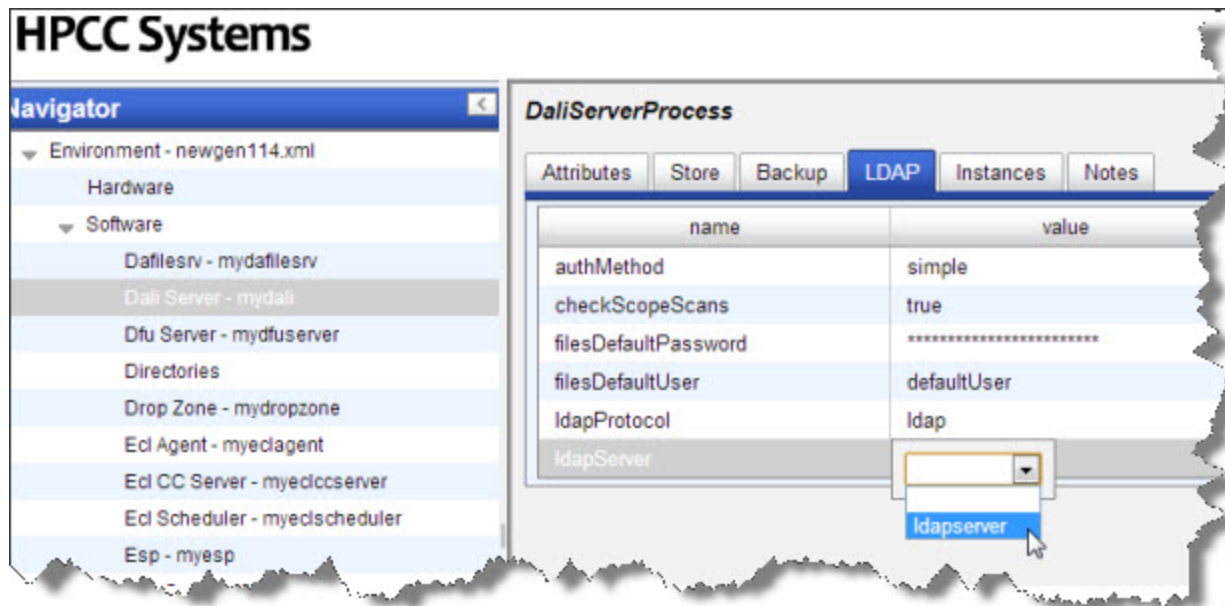 HPCC Systems
Navigator
Environment - newgen114.xml
Hardware
Software
Dafilesrv - mydafilesrv
Dali Server - mydali
Dfu Server - mydfuserver
Directories
Drop Zone - mydropzone
Ecl Agent - myeclagent
Ecl CC Server - myeclccserver
Ecl Scheduler - myeclscheduler
Esp - myesp
DaliServerProcess
Attributes Store Backup LDAP Instances Notes
name value
authMethod simple
checkScopeScans true
filesDefaultPassword ************************
filesDefaultUser defaultUser
ldapProtocol ldap
ldapServer
ldapserver